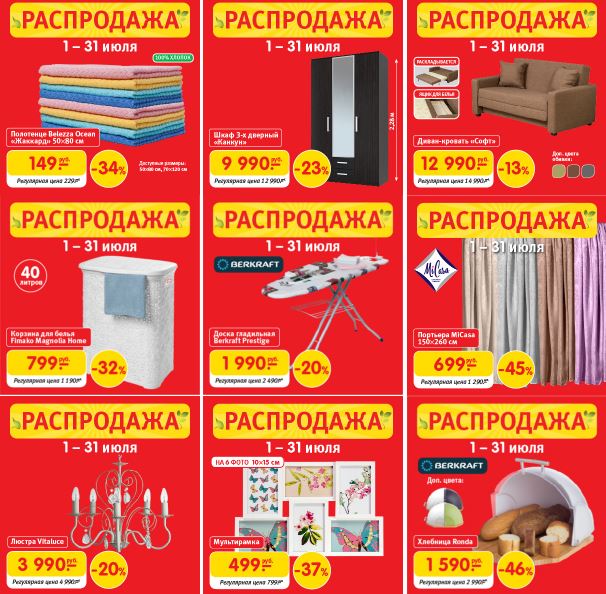 РАСПРОДАЖА
1 – 31 июля
100% ХЛОПОК
Полотенце Belezza Ocean
«Жаккард» 50×80 см
149.- руб.
-34%
Доступные размеры:
50х80 см, 70×120 см
Регулярная цена 229.-
РАСПРОДАЖА
1 – 31 июля
2,28 м
Шкаф 3-х дверный
«Канкун»
9 990.- руб.
-23%
Регулярная цена 12 990.-
РАСПРОДАЖА
1 – 31 июля
РАСКЛАДЫВАЕТСЯ
ЯЩИК ДЛЯ БЕЛЬЯ
Диван-кровать «Софт»
12 990.- руб.
-13%
Доп. цвета
обивки:
Регулярная цена 14 990.-
РАСПРОДАЖА
1 – 31 июля
40
литров
Корзина для белья
Fimako Magnolia Home
799.- руб.
-32%
Регулярная цена 1 190.-
РАСПРОДАЖА
1 – 31 июля
BERKRAFT
Доска гладильная
Berkraft Prestige
1 990.- руб.
-20%
Регулярная цена 2 490.-
РАСПРОДАЖА
1 – 31 июля
MiCasa
Портьера MiCasa
150×260 см
699.- руб.
-45%
Регулярная цена 1 290.-
РАСПРОДАЖА
1 – 31 июля
Люстра Vitaluce
3 990.- руб.
-20%
Регулярная цена 4 990.-
РАСПРОДАЖА
1 – 31 июля
НА 6 ФОТО 10×15 см
Мультирамка
499.- руб.
-37%
Регулярная цена 799.-
РАСПРОДАЖА
1 – 31 июля
BERKRAFT
Доп. цвета:
Хлебница Ronda
1 590.- руб.
-46%
Регулярная цена 2 990.-